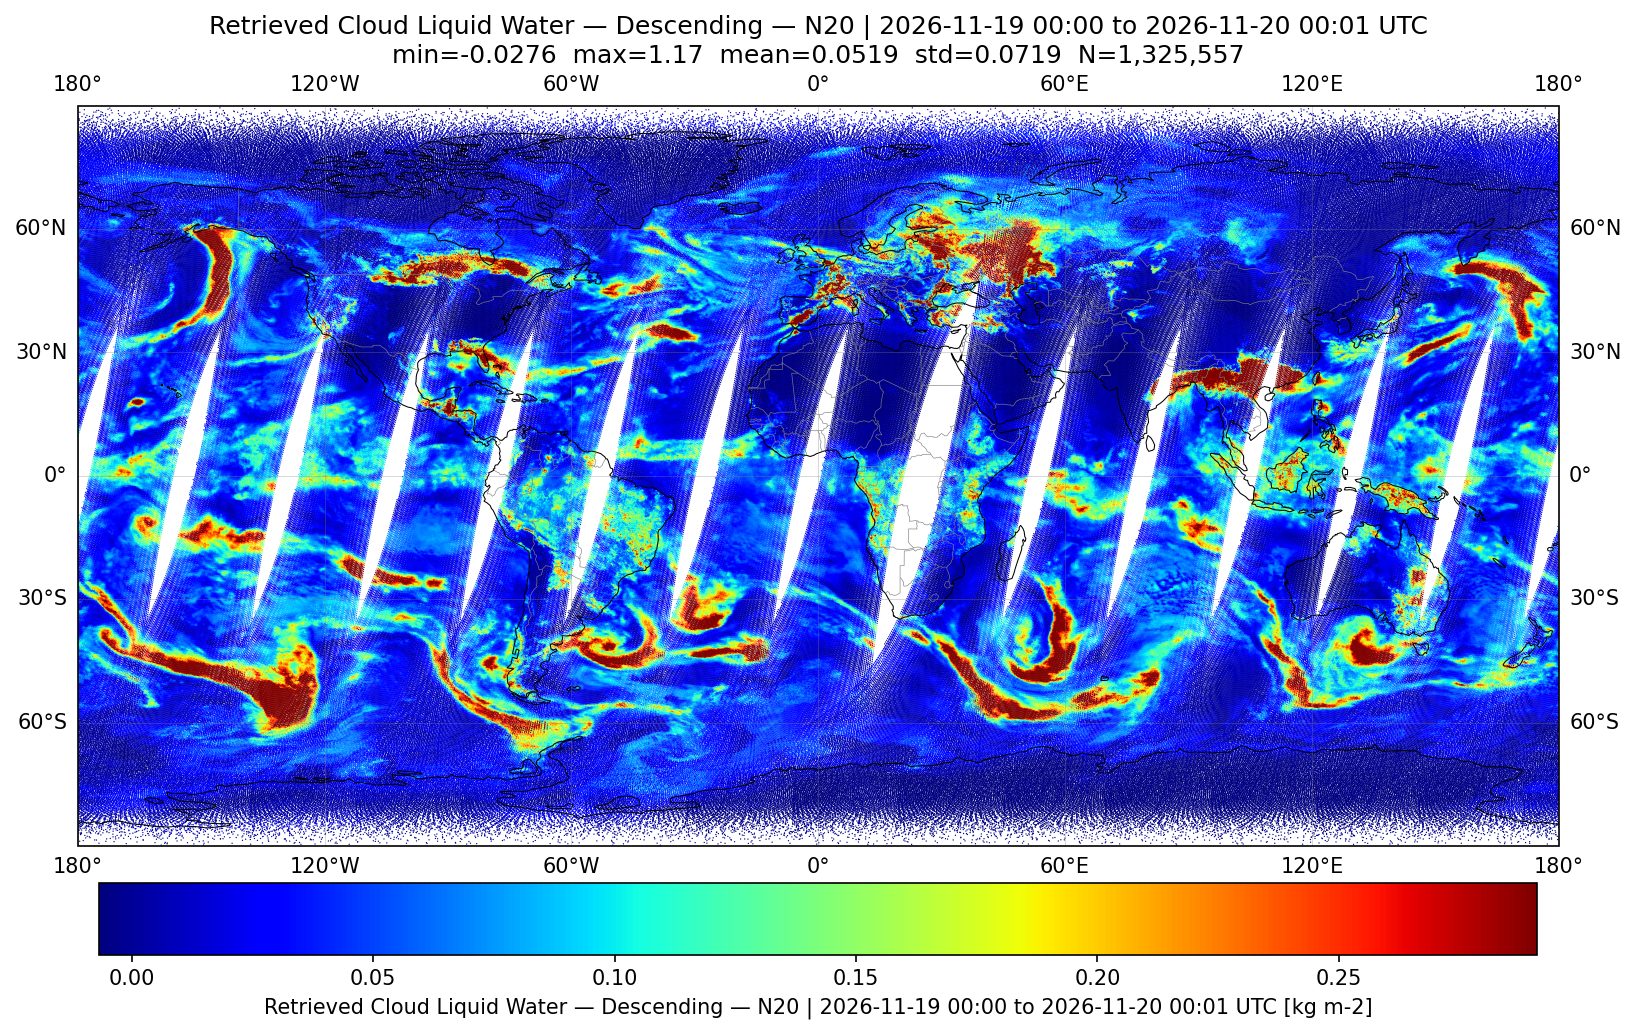 Retrieved Cloud Liquid Water — Descending — N20 | 2026-11-19 00:00 to 2026-11-20 00:01 UTC
min=-0.0276  max=1.17  mean=0.0519  std=0.0719  N=1,325,557
180° 120°W 60°W 0° 60°E 120°E 180°
60°N 60°N
30°N 30°N
0° 0°
30°S 30°S
60°S 60°S
180° 120°W 60°W 0° 60°E 120°E 180°
0.00 0.05 0.10 0.15 0.20 0.25
Retrieved Cloud Liquid Water — Descending — N20 | 2026-11-19 00:00 to 2026-11-20 00:01 UTC [kg m-2]